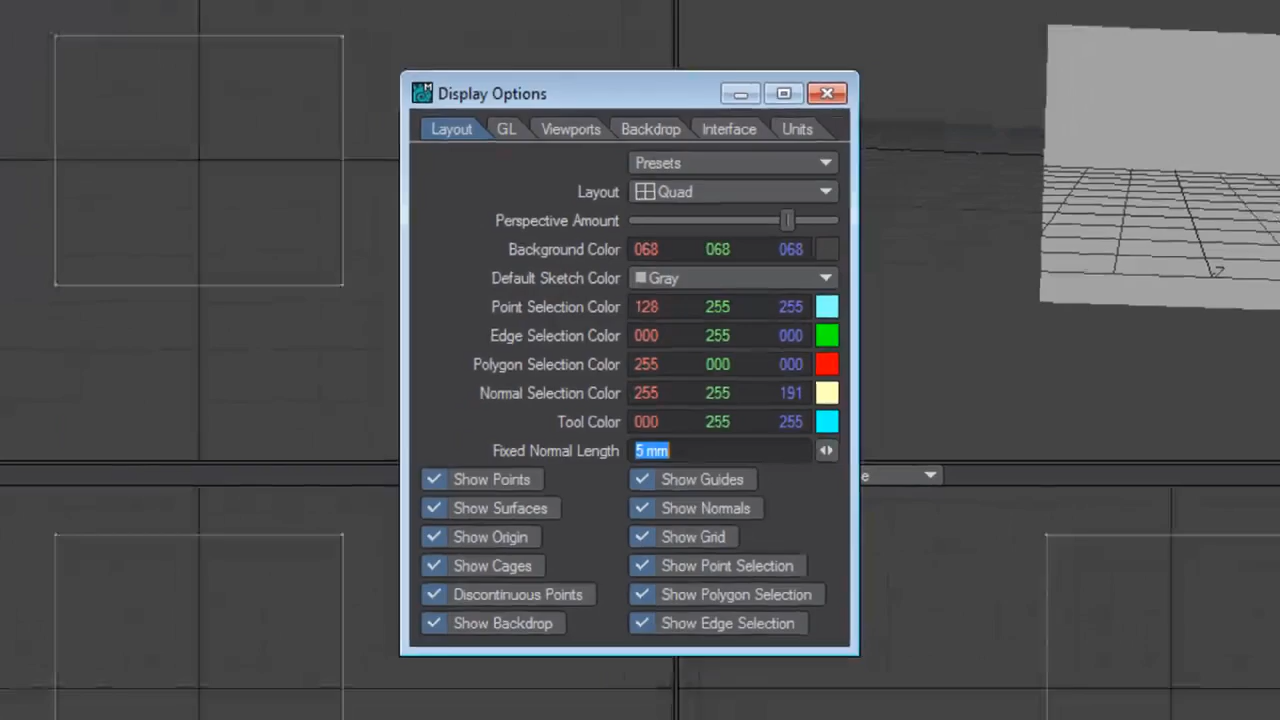 Display Options
Layout GL Viewports Backdrop Interface Units
Presets
Layout Quad
Perspective Amount
Background Color 068 068 068
Default Sketch Color Gray
Point Selection Color 128 255 255
Edge Selection Color 000 255 000
Polygon Selection Color 255 000 000
Normal Selection Color 255 255 191
Tool Color 000 255 255
Fixed Normal Length 5 mm
Show Points Show Guides
Show Surfaces Show Normals
Show Origin Show Grid
Show Cages Show Point Selection
Discontinuous Points Show Polygon Selection
Show Backdrop Show Edge Selection